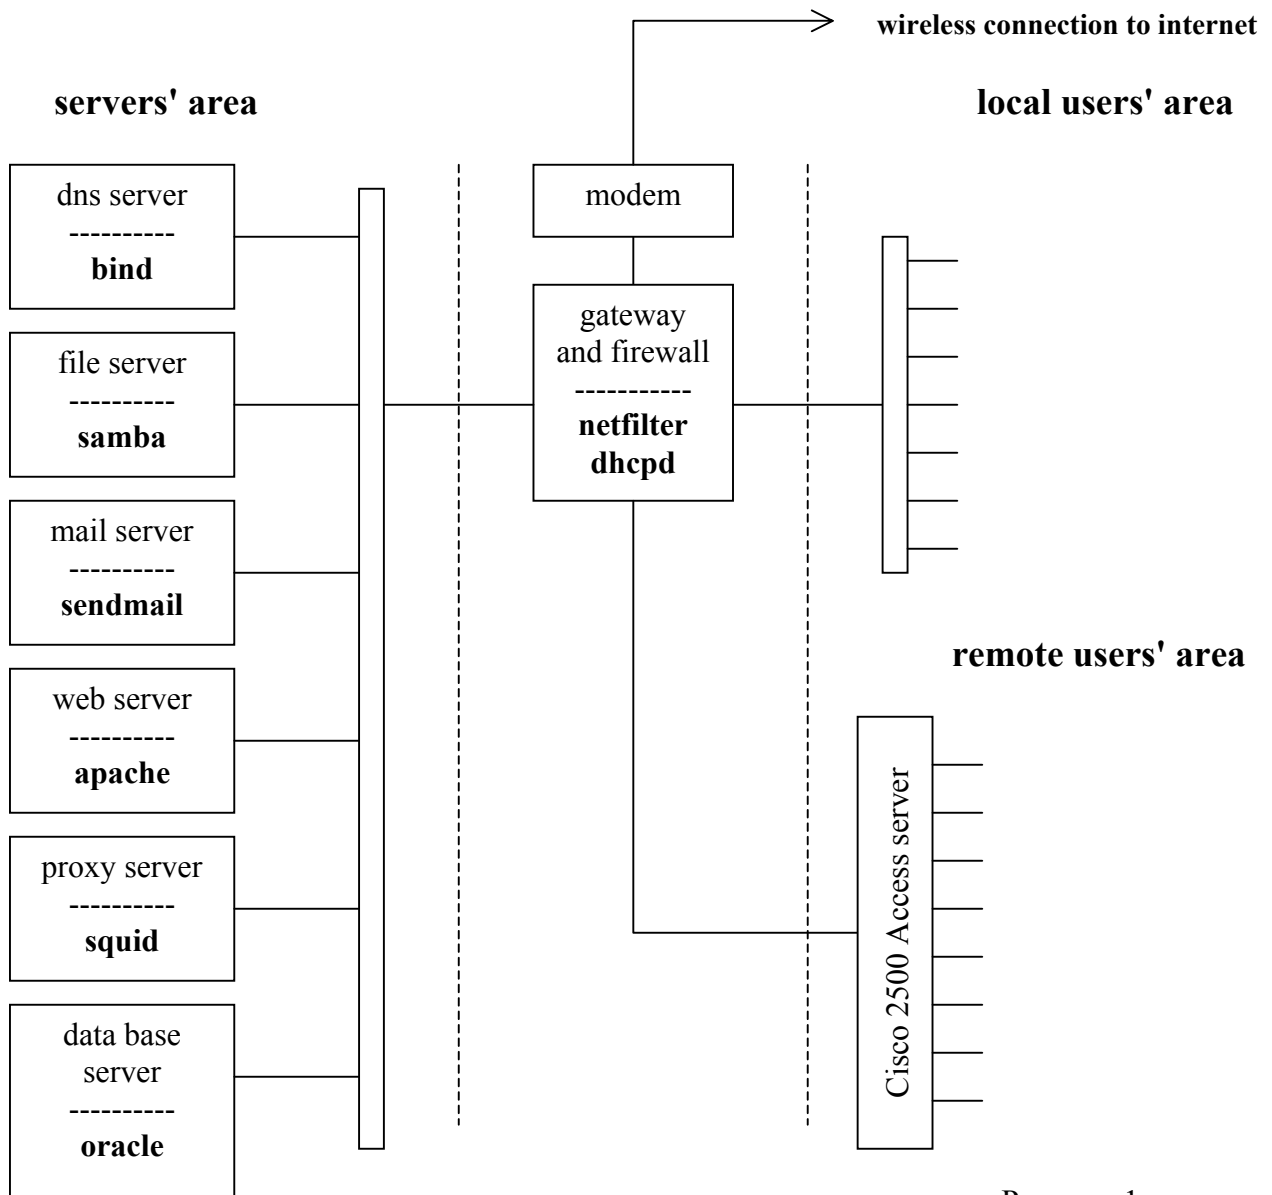 wireless connection to internet
servers' area
local users' area
dns server
----------
bind
file server
----------
samba
mail server
----------
sendmail
web server
----------
apache
proxy server
----------
squid
data base
server
----------
oracle
modem
gateway
and firewall
-----------
netfilter
dhcpd
remote users' area
Cisco 2500 Access server